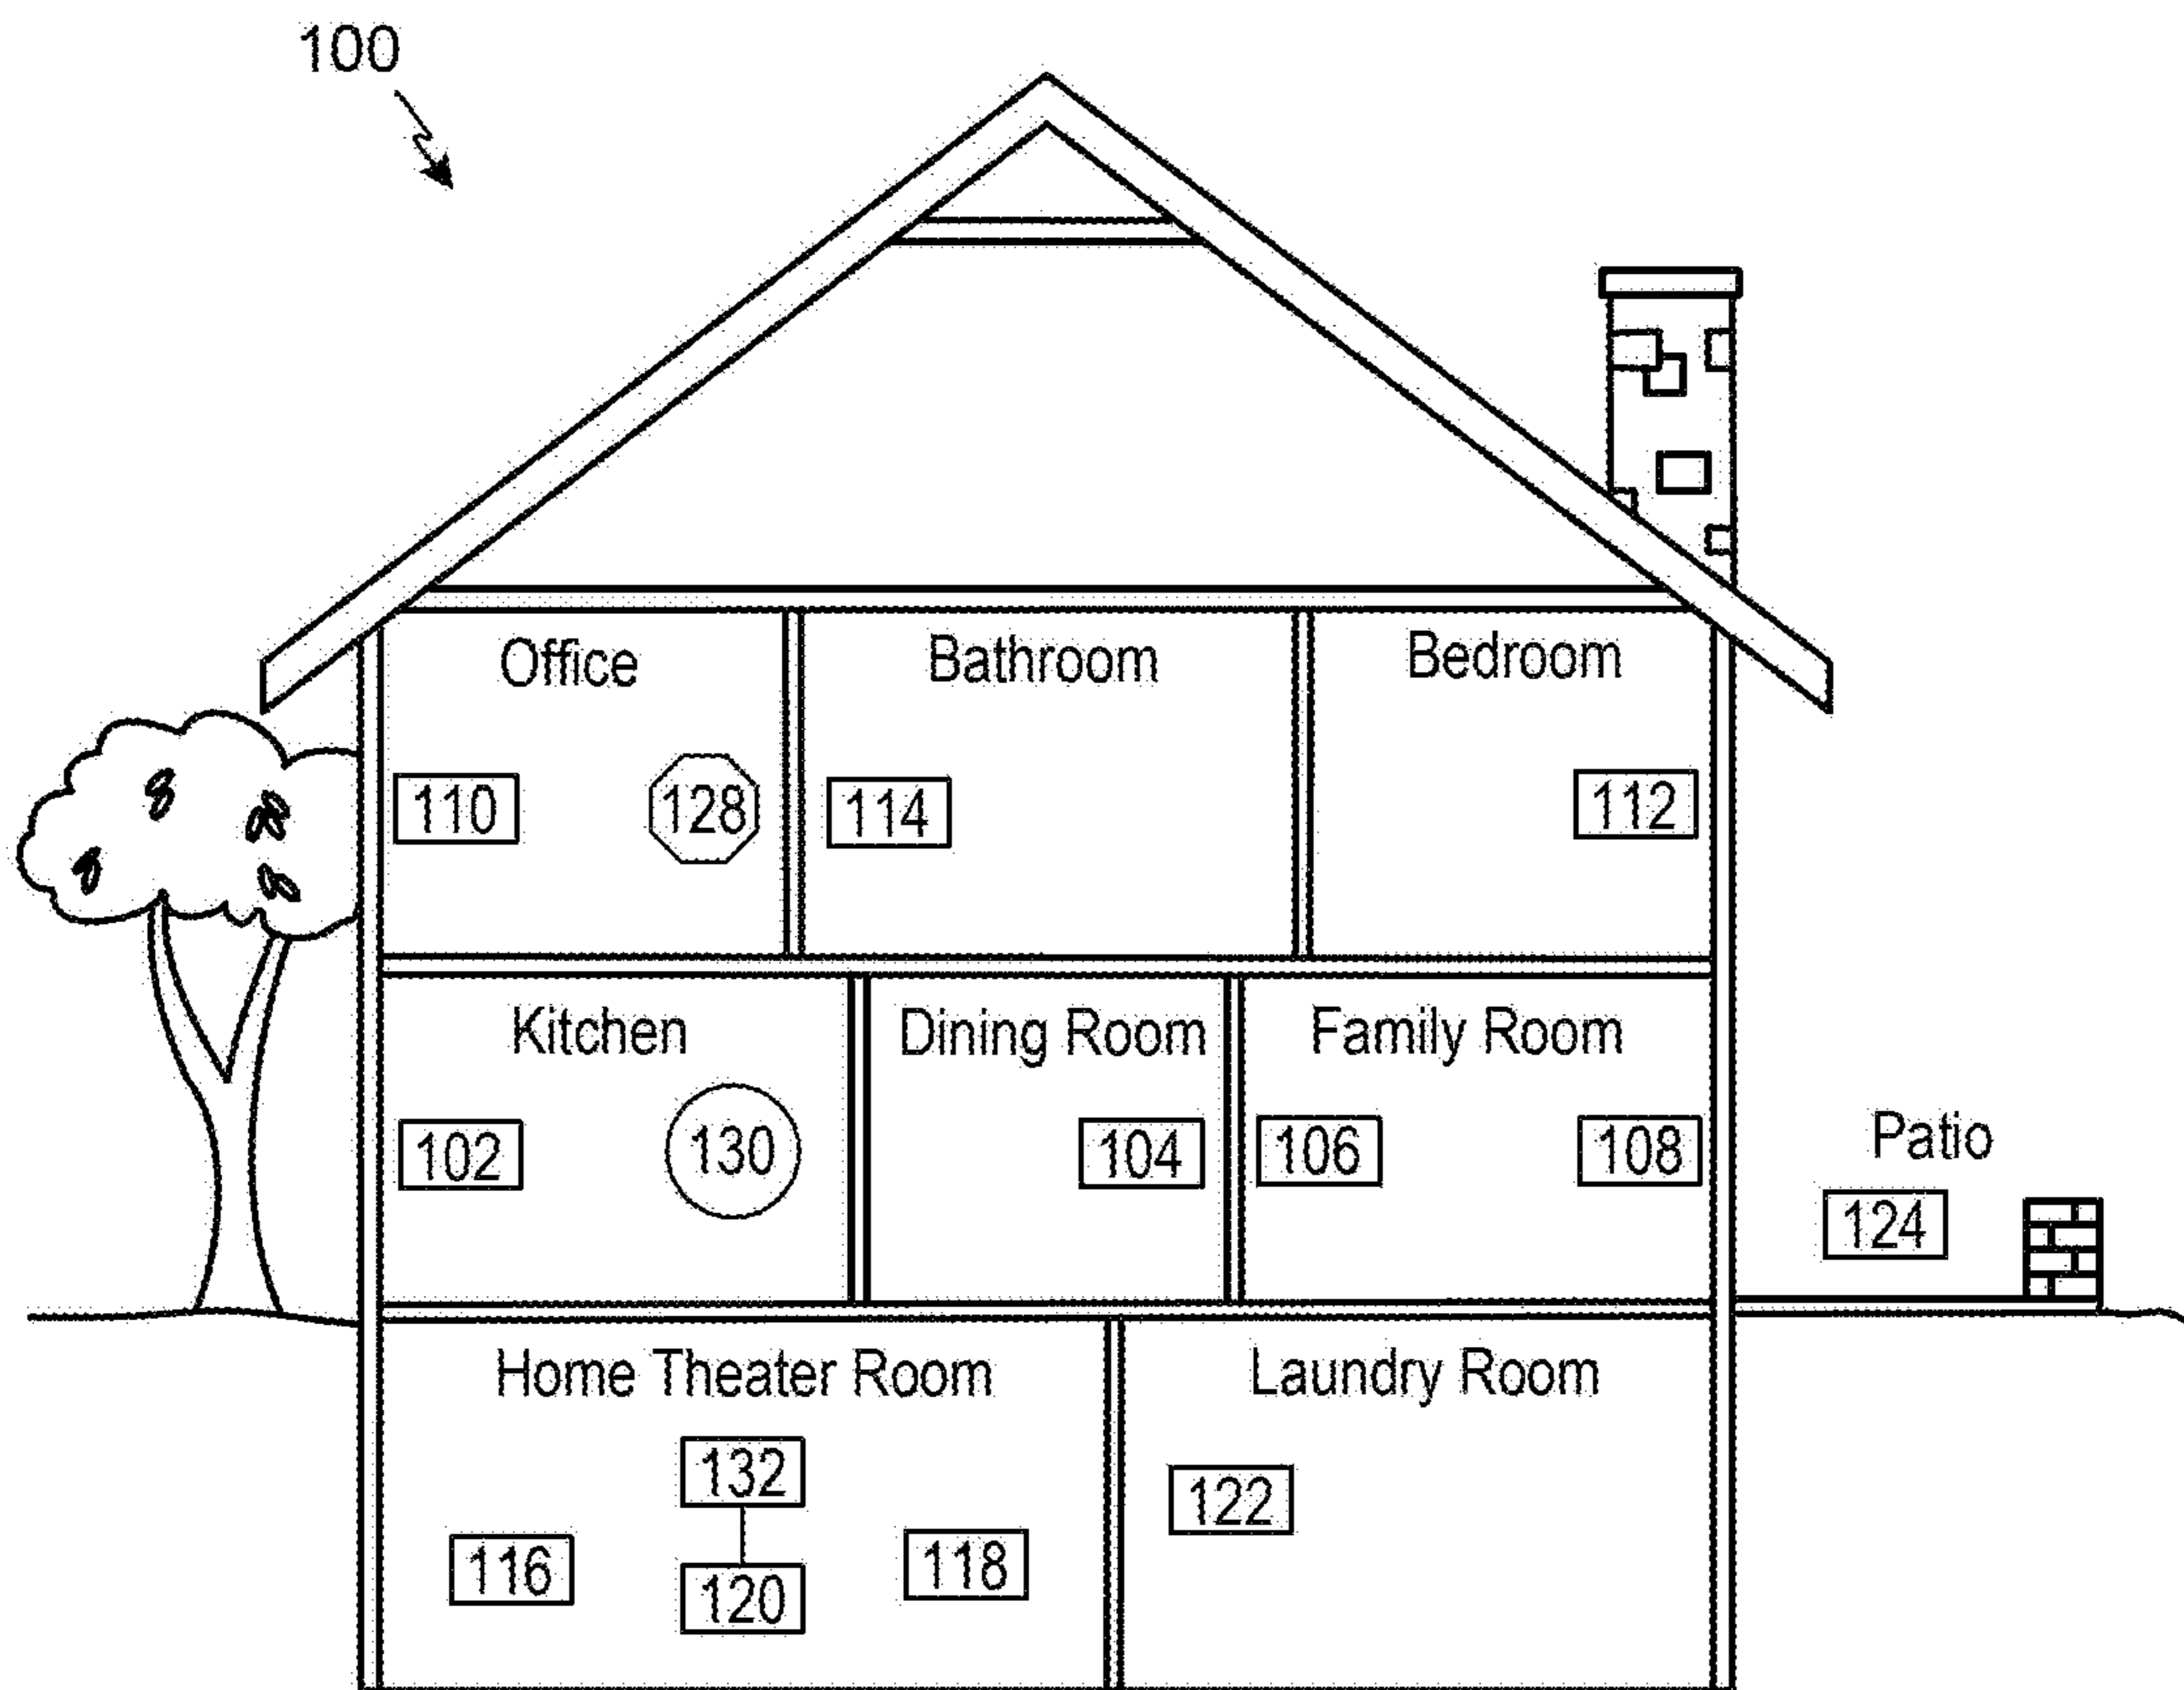 100
Office
Bathroom
Bedroom
110
128
114
112
Kitchen
Dining Room
Family Room
102
130
104
106
108
Patio
124
Home Theater Room
Laundry Room
132
122
116
120
118